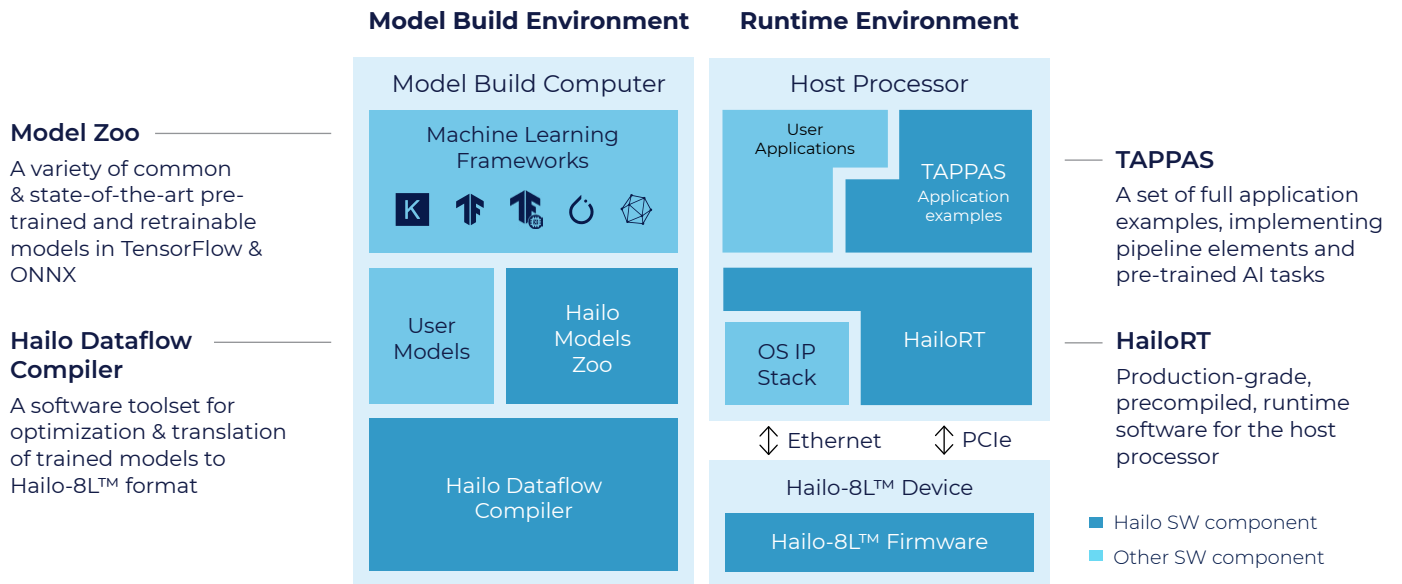 Model Build Environment
Runtime Environment
Model Zoo
A variety of common
& state-of-the-art pre-
trained and retrainable
models in TensorFlow &
ONNX
Hailo Dataflow
Compiler
A software toolset for
optimization & translation
of trained models to
Hailo-8L™ format
Model Build Computer
Machine Learning
Frameworks
K
User
Models
Hailo
Models
Zoo
Hailo Dataflow
Compiler
Host Processor
User
Applications
TAPPAS
Application
examples
HailoRT
OS IP
Stack
Ethernet
PCIe
Hailo-8L™ Device
Hailo-8L™ Firmware
TAPPAS
A set of full application
examples, implementing
pipeline elements and
pre-trained AI tasks
HailoRT
Production-grade,
precompiled, runtime
software for the host
processor
Hailo SW component
Other SW component